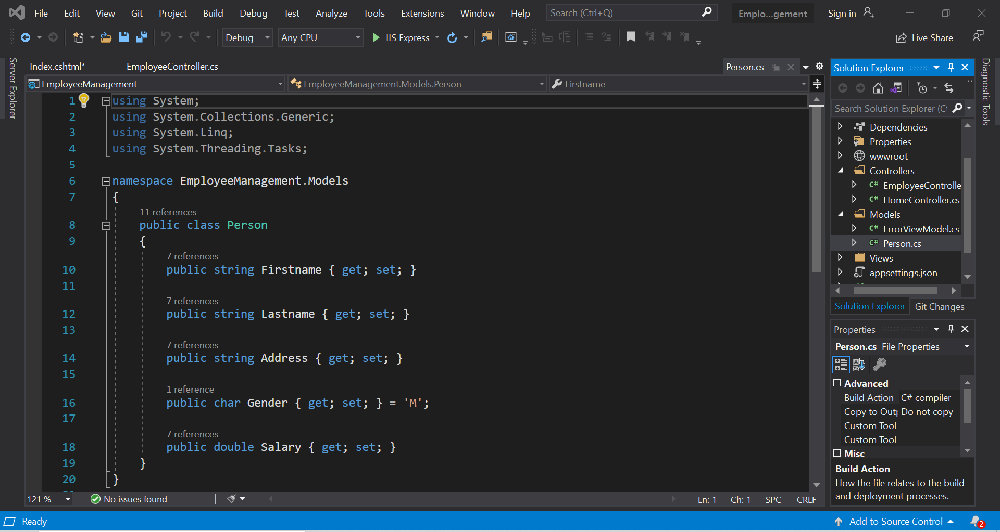 File Edit View Git Project Build Debug Test Analyze Tools Extensions Window Help Search (Ctrl+Q) Emplo...gement Sign in
Debug Any CPU IIS Express Live Share
Server Explorer
Index.cshtml* EmployeeController.cs Person.cs
EmployeeManagement EmployeeManagement.Models.Person Firstname
1 using System;
2 using System.Collections.Generic;
3 using System.Linq;
4 using System.Threading.Tasks;
5
6 namespace EmployeeManagement.Models
7 {
11 references
8 public class Person
9 {
7 references
10 public string Firstname { get; set; }
11
7 references
12 public string Lastname { get; set; }
13
7 references
14 public string Address { get; set; }
15
1 reference
16 public char Gender { get; set; } = 'M';
17
7 references
18 public double Salary { get; set; }
19 }
20 }
121 % No issues found Ln: 1 Ch: 1 SPC CRLF
Solution Explorer
Search Solution Explorer (C
Dependencies
Properties
wwwroot
Controllers
C# EmployeeControlle
C# HomeController.cs
Models
C# ErrorViewModel.cs
C# Person.cs
Views
appsettings.json
Solution Explorer Git Changes
Properties
Person.cs File Properties
Advanced
Build Action C# compiler
Copy to Outp Do not copy
Custom Tool
Custom Tool
Misc
Build Action
How the file relates to the build
and deployment processes.
Diagnostic Tools
Ready Add to Source Control 2